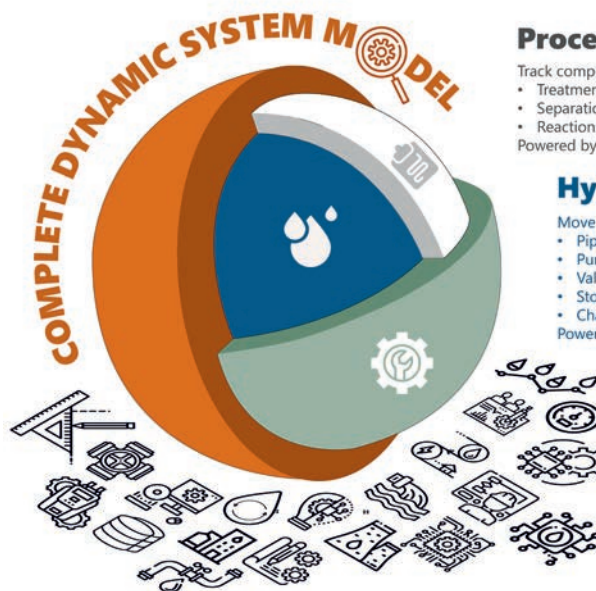 COMPLETE DYNAMIC SYSTEM MODEL
Proce
Track comp
• Treatmen
• Separatio
• Reaction
Powered by
Hy
Move
• Pip
• Pu
• Val
• Sto
• Cha
Power